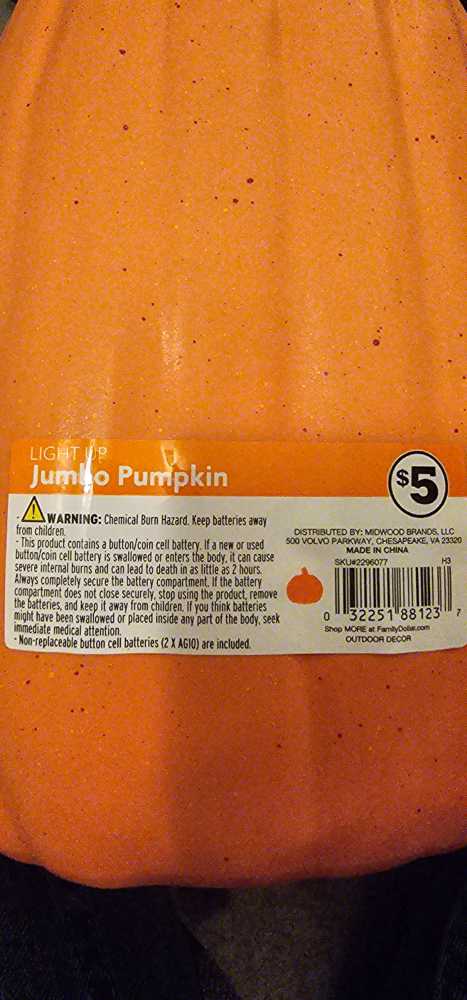 LIGHT UP
Jumbo Pumpkin
$5
WARNING: Chemical Burn Hazard. Keep batteries away
from children.
- This product contains a button/coin cell battery. If a new or used
button/coin cell battery is swallowed or enters the body, it can cause
severe internal burns and can lead to death in as little as 2 hours.
Always completely secure the battery compartment. If the battery
compartment does not close securely, stop using the product, remove
the batteries, and keep it away from children. If you think batteries
might have been swallowed or placed inside any part of the body, seek
immediate medical attention.
- Non-replaceable button cell batteries (2 X AG10) are included.
DISTRIBUTED BY: MIDWOOD BRANDS, LLC
500 VOLVO PARKWAY, CHESAPEAKE, VA 23320
MADE IN CHINA
SKU#2296077 H3
0 32251 88123 7
Shop MORE at FamilyDollar.com
OUTDOOR DECOR